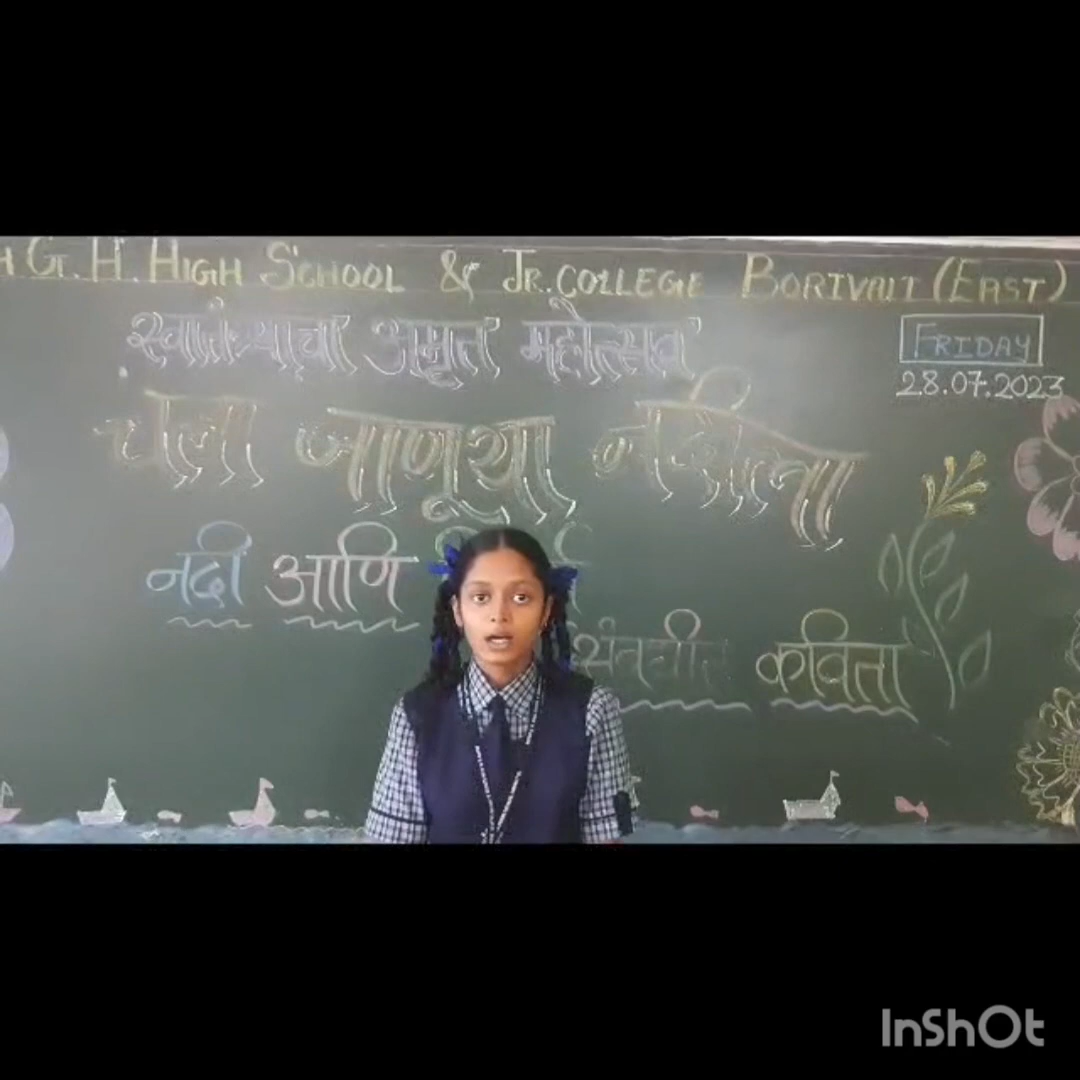 H G. H. HIGH SCHOOL & JR. COLLEGE BORIVALI (EAST)
स्वातंत्र्याचा अमृत महोत्सव
FRIDAY
28.07.2023
चला जाणूया नदीला
नदी आणि
कविता
InShOt